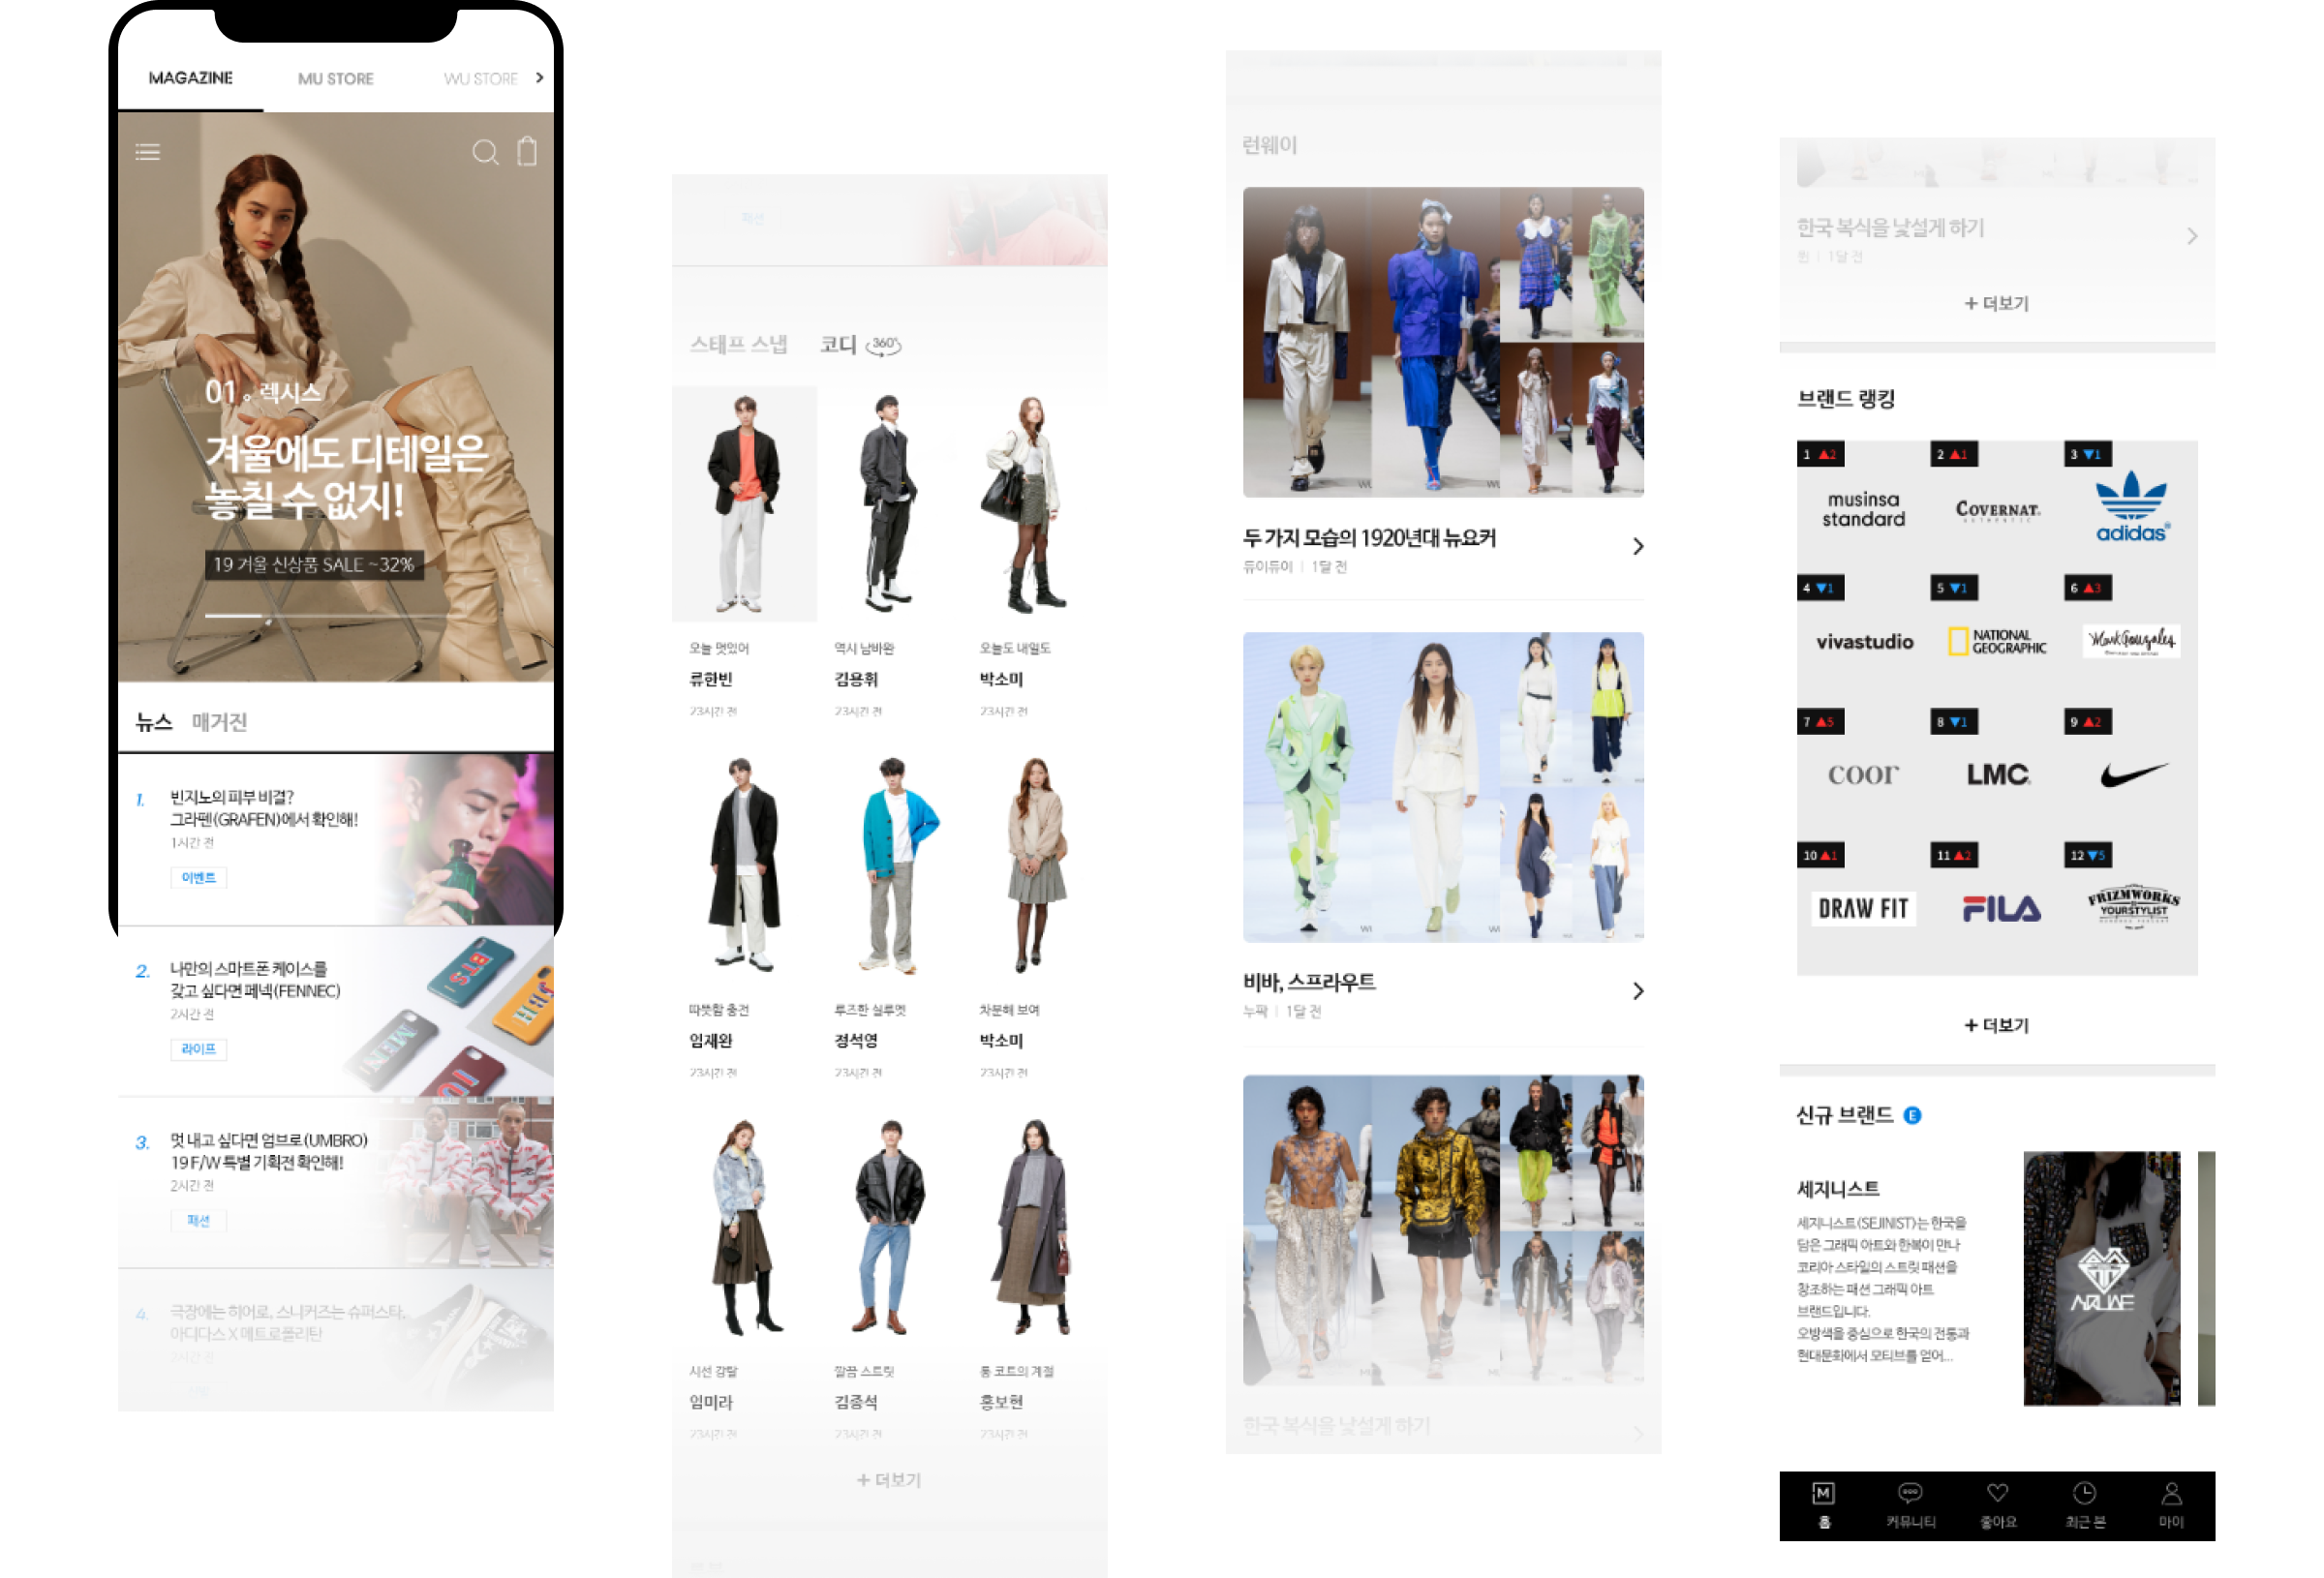 MAGAZINE
MU STORE
WU STORE
01 렉시스
겨울에도 디테일은
놓칠 수 없지!
19 겨울 신상품 SALE ~32%
뉴스 매거진
1.
빈지노의 피부 비결?
그라펜(GRAFEN)에서 확인해!
1시간 전
이벤트
2.
나만의 스마트폰 케이스를
갖고 싶다면 페넥(FENNEC)
2시간 전
라이프
3.
멋 내고 싶다면 엄브로(UMBRO)
19 F/W 특별 기획전 확인해!
2시간 전
패션
4.
극장에는 히어로, 스니커즈는 슈퍼스타,
아디다스 X 메트로폴리탄
2시간 전
패션
스태프 스냅 코디 360°
오늘 멋있어
류한빈
23시간 전
역시 남바완
김용휘
23시간 전
오늘도 내일도
박소미
23시간 전
따뜻함 충전
임재완
23시간 전
루즈한 실루엣
정석영
23시간 전
차분해 보여
박소미
23시간 전
시선 강탈
임미라
23시간 전
깔끔 스트릿
김종석
23시간 전
롱 코트의 계절
홍보현
23시간 전
+ 더보기
런웨이
두 가지 모습의 1920년대 뉴요커
듀이듀이 | 1달 전
비바, 스프라우트
누팍 | 1달 전
한국 복식을 낯설게 하기
한국 복식을 낯설게 하기
뮌 | 1달 전
+ 더보기
브랜드 랭킹
1 ▲2
musinsa
standard
2 ▲1
COVERNAT
AUTHENTIC
3 ▼1
adidas
4 ▼1
vivastudio
5 ▼1
NATIONAL
GEOGRAPHIC
6 ▲3
Mark Gonzales
7 ▲5
coor
8 ▼1
LMC
9 ▲2
10 ▲1
DRAW FIT
11 ▲2
FILA
12 ▼5
FRIZMWORKS
YOURSTYLIST
+ 더보기
신규 브랜드 E
세지니스트
세지니스트(SEJINIST)는 한국을
담은 그래픽 아트와 한복이 만나
코리아 스타일의 스트릿 패션을
창조하는 패션 그래픽 아트
브랜드입니다.
오방색을 중심으로 한국의 전통과
현대문화에서 모티브를 얻어...
M
홈
커뮤니티
좋아요
최근 본
마이